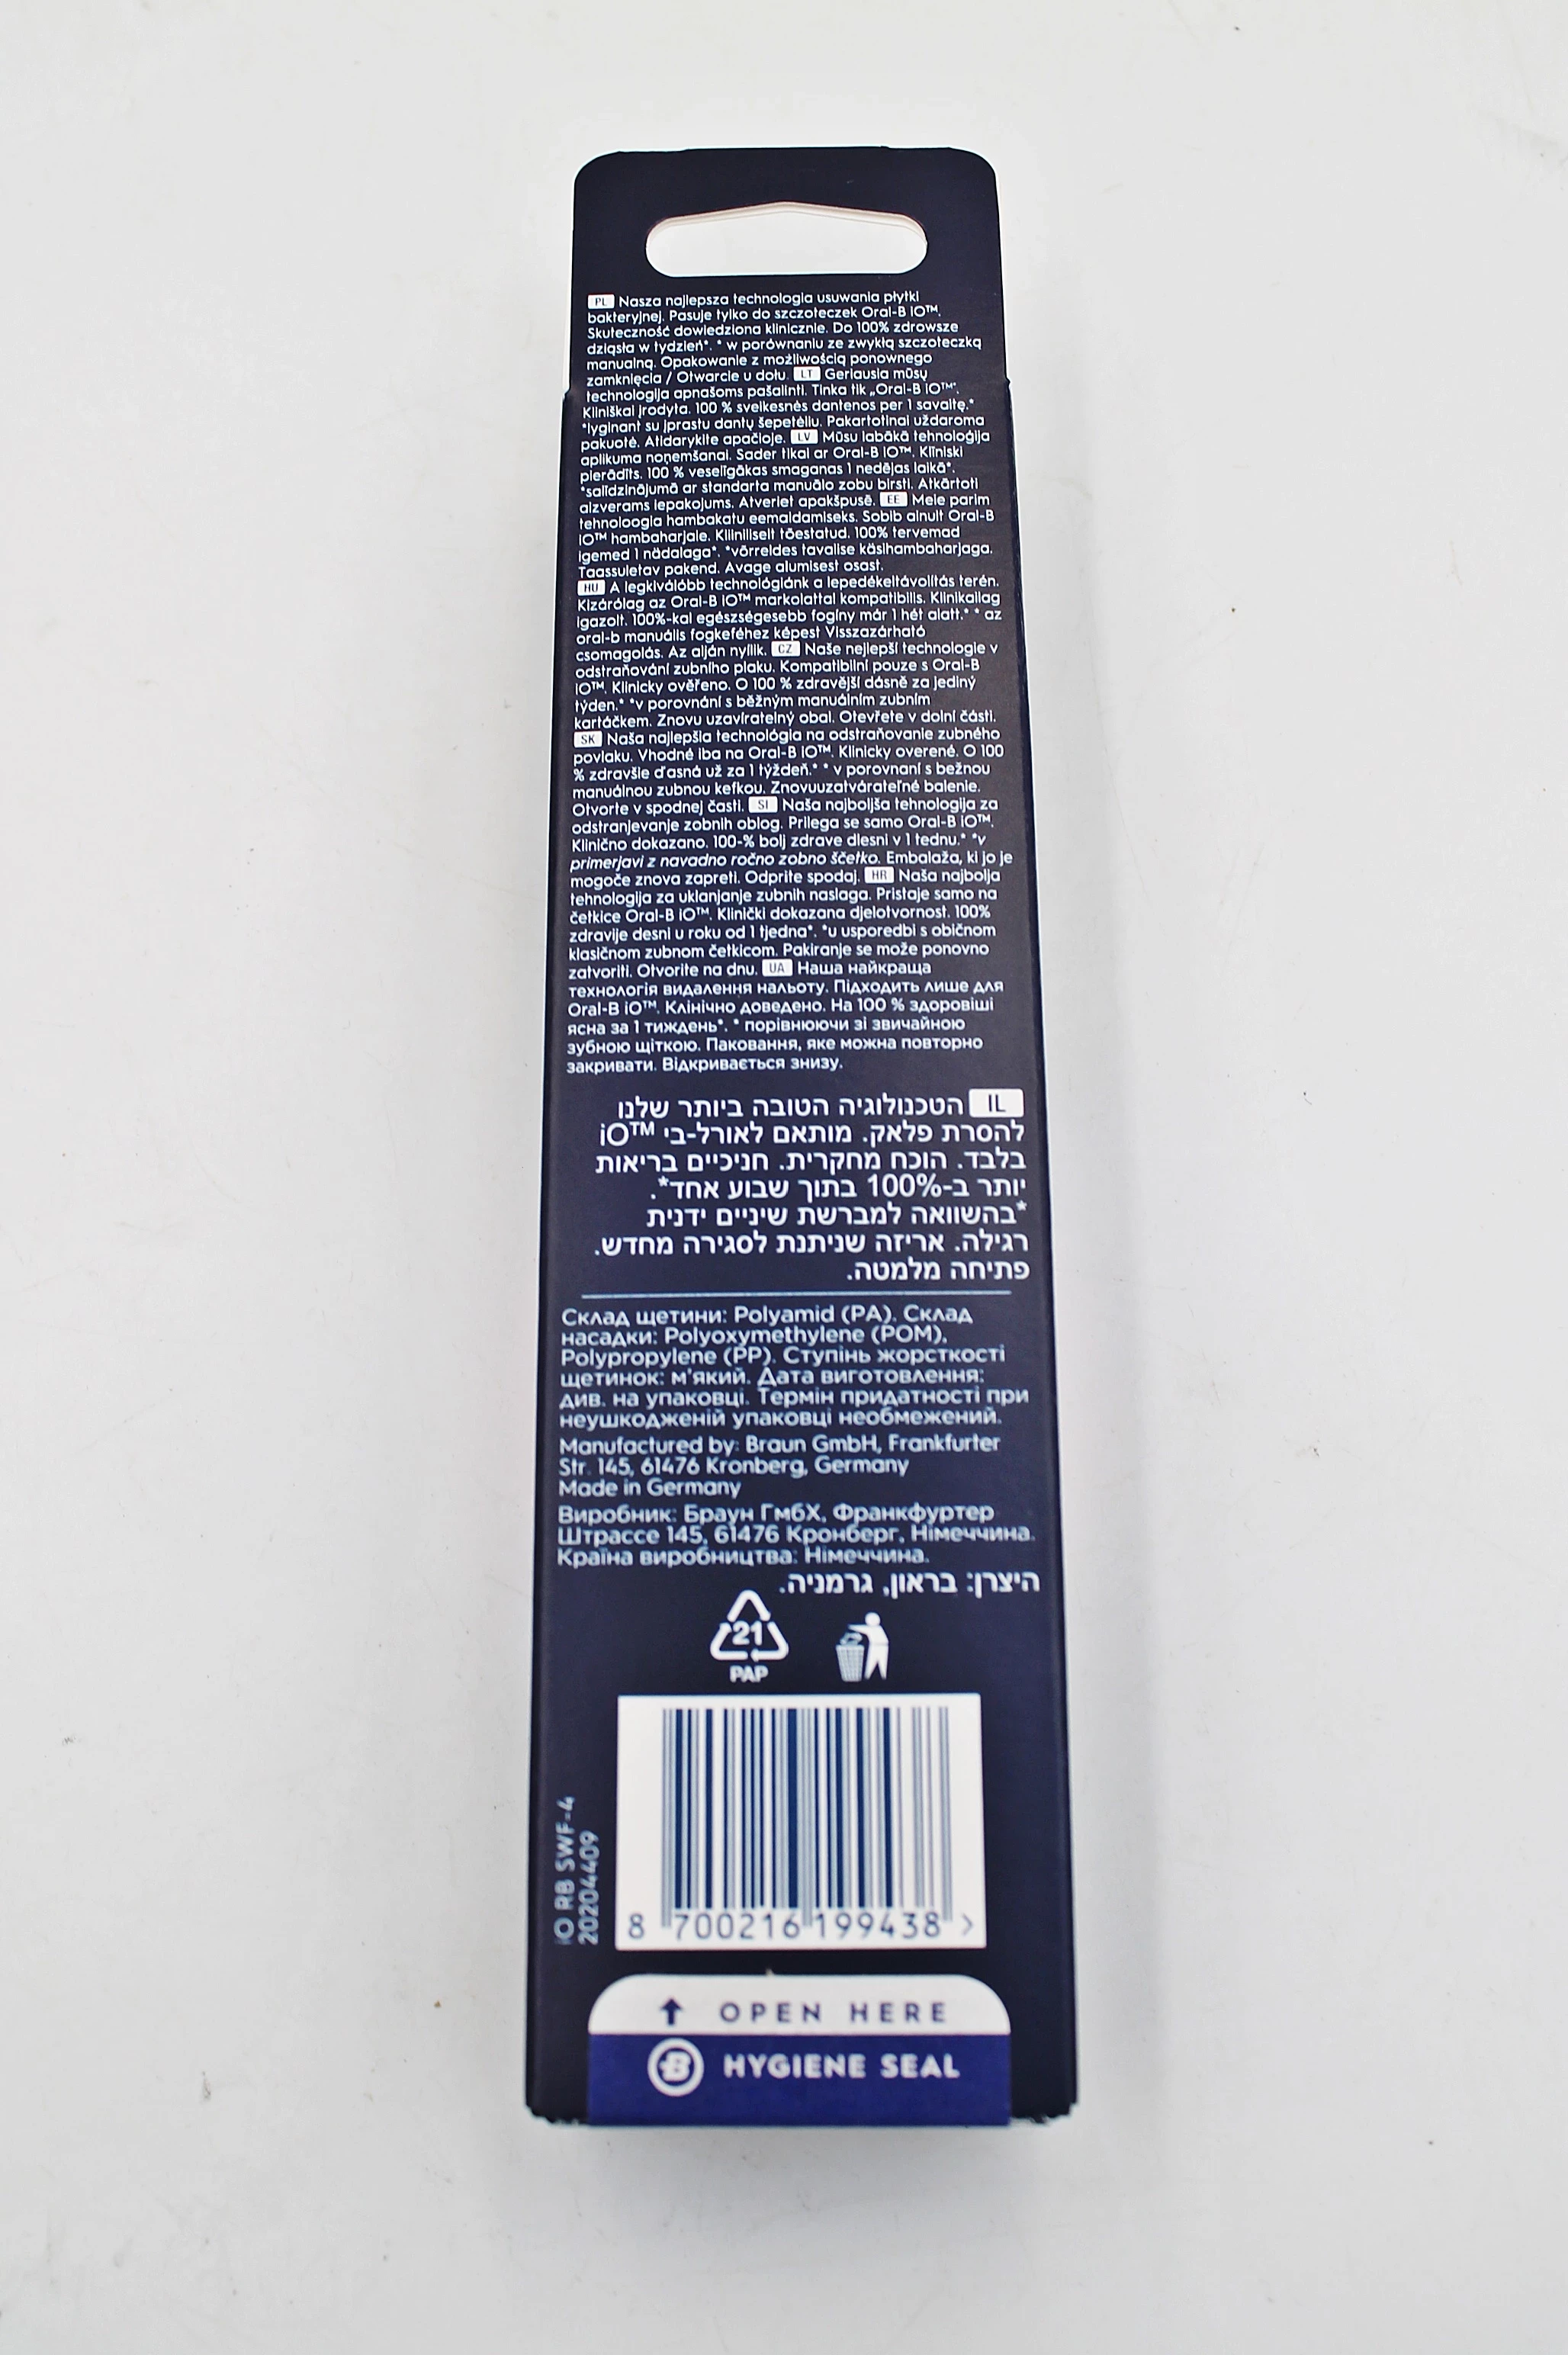 PL Nasza najlepsza technologia usuwania płytki
bakteryjnej. Pasuje tylko do szczoteczek Oral-B iO™.
Skuteczność dowiedziona klinicznie. Do 100% zdrowsze
dziąsła w tydzień*. * w porównaniu ze zwykłą szczoteczką
manualną. Opakowanie z możliwością ponownego
zamknięcia / Otwarcie u dołu. LT Geriausia mūsų
technologija apnašoms pašalinti. Tinka tik „Oral-B iO™“.
Kliniškai įrodyta. 100 % sveikesnės dantenos per 1 savaitę.*
*lyginant su įprastu dantų šepetėliu. Pakartotinai uždaroma
pakuotė. Atidarykite apačioje. LV Mūsu labākā tehnoloģija
aplikuma noņemšanai. Sader tikai ar Oral-B iO™. Klīniski
pierādīts. 100 % veselīgākas smaganas 1 nedējas laikā*.
*salīdzinājumā ar standarta manuālo zobu birsti. Atkārtoti
aizverams iepakojums. Atveriet apakšpusē. EE Meie parim
tehnoloogia hambakatu eemaldamiseks. Sobib ainult Oral-B
iO™ hambaharjale. Kliiniliselt tõestatud. 100% tervemad
igemed 1 nädalaga*. *võrreldes tavalise käsihambaharjaga.
Taassuletav pakend. Avage alumisest osast.
HU A legkiválóbb technológiánk a lepedékeltávolítás terén.
Kizárólag az Oral-B iO™ markolattal kompatibilis. Klinikailag
igazolt. 100%-kal egészségesebb fogíny már 1 hét alatt.* * az
oral-b manuális fogkeféhez képest Visszazárható
csomagolás. Az alján nyílik. CZ Naše nejlepší technologie v
odstraňování zubního plaku. Kompatibilní pouze s Oral-B
iO™. Klinicky ověřeno. O 100 % zdravější dásně za jediný
týden.* *v porovnání s běžným manuálním zubním
kartáčkem. Znovu uzavíratelný obal. Otevřete v dolní části.
SK Naša najlepšia technológia na odstraňovanie zubného
povlaku. Vhodné iba na Oral-B iO™. Klinicky overené. O 100
% zdravšie ďasná už za 1 týždeň.* * v porovnaní s bežnou
manuálnou zubnou kefkou. Znovuuzatvárateľné balenie.
Otvorte v spodnej časti. SI Naša najboljša tehnologija za
odstranjevanje zobnih oblog. Prilega se samo Oral-B iO™.
Klinično dokazano. 100-% bolj zdrave dlesni v 1 tednu.* *v
primerjavi z navadno ročno zobno ščetko. Embalaža, ki jo je
mogoče znova zapreti. Odprite spodaj. HR Naša najbolja
tehnologija za uklanjanje zubnih naslaga. Pristaje samo na
četkice Oral-B iO™. Klinički dokazana djelotvornost. 100%
zdravije desni u roku od 1 tjedna*. *u usporedbi s običnom
klasičnom zubnom četkicom. Pakiranje se može ponovno
zatvoriti. Otvorite na dnu. UA Наша найкраща
технологія видалення нальоту. Підходить лише для
Oral-B iO™. Клінічно доведено. На 100 % здоровіші
ясна за 1 тиждень*. * порівнюючи зі звичайною
зубною щіткою. Паковання, яке можна повторно
закривати. Відкривається знизу.
IL הטכנולוגיה הטובה ביותר שלנו
להסרת פלאק. מותאם לאורל-בי iO™
בלבד. הוכח מחקרית. חניכיים בריאות
יותר ב-100% בתוך שבוע אחד*.
*בהשוואה למברשת שיניים ידנית
רגילה. אריזה שניתנת לסגירה מחדש.
פתיחה מלמטה.
Склад щетини: Polyamid (PA). Склад
насадки: Polyoxymethylene (POM),
Polypropylene (PP). Ступінь жорсткості
щетинок: м'який. Дата виготовлення:
див. на упаковці. Термін придатності при
неушкодженій упаковці необмежений.
Manufactured by: Braun GmbH, Frankfurter
Str. 145, 61476 Kronberg, Germany
Made in Germany
Виробник: Браун ГмбХ, Франкфуртер
Штрассе 145, 61476 Кронберг, Німеччина.
Країна виробництва: Німеччина.
היצרן: בראון, גרמניה.
21
PAP
iO RB SWF-4
20204409
8 700216 199438 >
↑ OPEN HERE
B HYGIENE SEAL